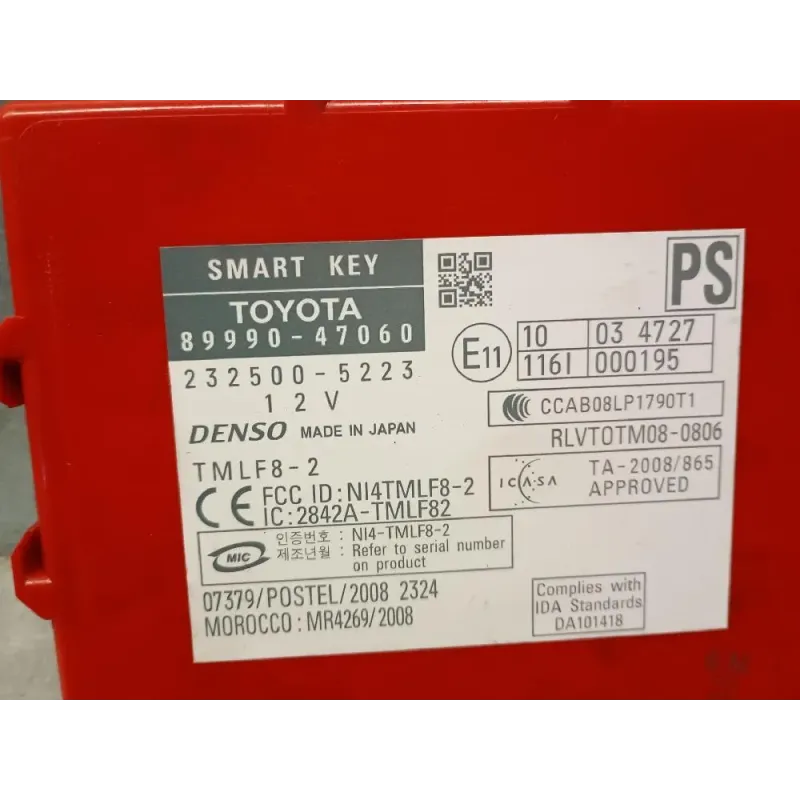 SMART KEY
TOYOTA
89990-47060
PS
E11
10 03 4727
116I 000195
232500-5223
12V
CCAB08LP1790T1
DENSO MADE IN JAPAN
RLVTOTM08-0806
TMLF8-2
ICASA TA-2008/865
APPROVED
CE FCC ID:NI4TMLF8-2
IC:2842A-TMLF82
MIC 인증번호 : NI4-TMLF8-2
제조년월 : Refer to serial number
on product
07379/POSTEL/2008 2324
MOROCCO:MR4269/2008
Complies with
IDA Standards
DA101418